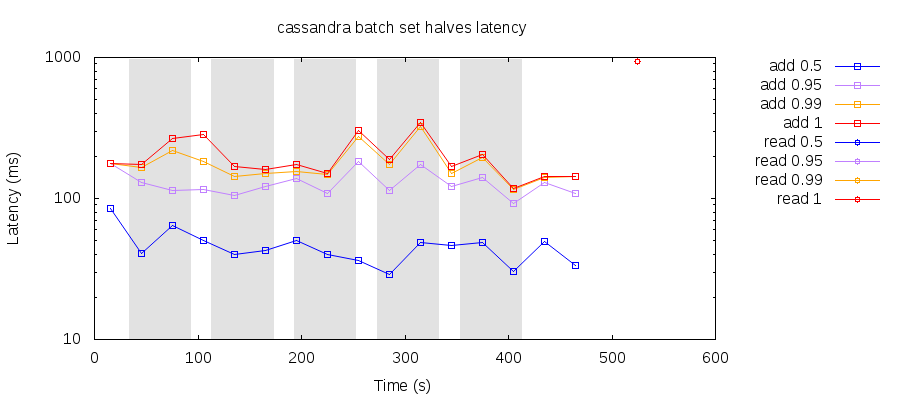 cassandra batch set halves latency
Latency (ms)
1000
100
10
0 100 200 300 400 500 600
Time (s)
add 0.5
add 0.95
add 0.99
add 1
read 0.5
read 0.95
read 0.99
read 1